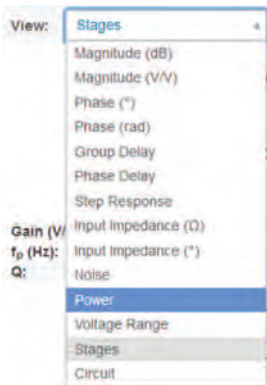 View: Stages
Magnitude (dB)
Magnitude (V/V)
Phase (°)
Phase (rad)
Group Delay
Phase Delay
Step Response
Gain (V/ Input Impedance (Ω)
fp (Hz): Input Impedance (°)
Q: Noise
Power
Voltage Range
Stages
Circuit